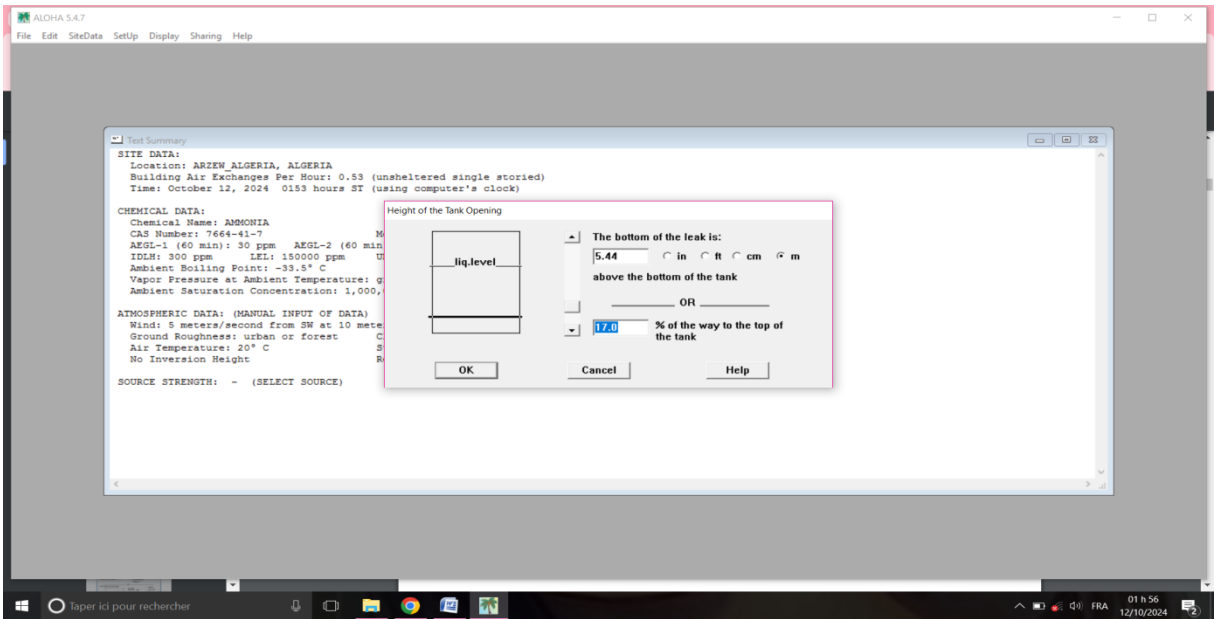 ALOHA 5.4.7
File Edit SiteData SetUp Display Sharing Help
Text Summary
SITE DATA:
Location: ARZEW_ALGERIA, ALGERIA
Building Air Exchanges Per Hour: 0.53 (unsheltered single storied)
Time: October 12, 2024 0153 hours ST (using computer's clock)
CHEMICAL DATA:
Chemical Name: AMMONIA
CAS Number: 7664-41-7 M
AEGL-1 (60 min): 30 ppm AEGL-2 (60 min
IDLH: 300 ppm LEL: 150000 ppm U
Ambient Boiling Point: -33.5° C
Vapor Pressure at Ambient Temperature: g
Ambient Saturation Concentration: 1,000,
ATMOSPHERIC DATA: (MANUAL INPUT OF DATA)
Wind: 5 meters/second from SW at 10 mete
Ground Roughness: urban or forest C
Air Temperature: 20° C S
No Inversion Height R
SOURCE STRENGTH: - (SELECT SOURCE)
Height of the Tank Opening
liq.level
The bottom of the leak is:
5.44 in ft cm m
above the bottom of the tank
OR
17.0 % of the way to the top of
the tank
OK Cancel Help
Taper ici pour rechercher
FRA
01 h 56
12/10/2024
2